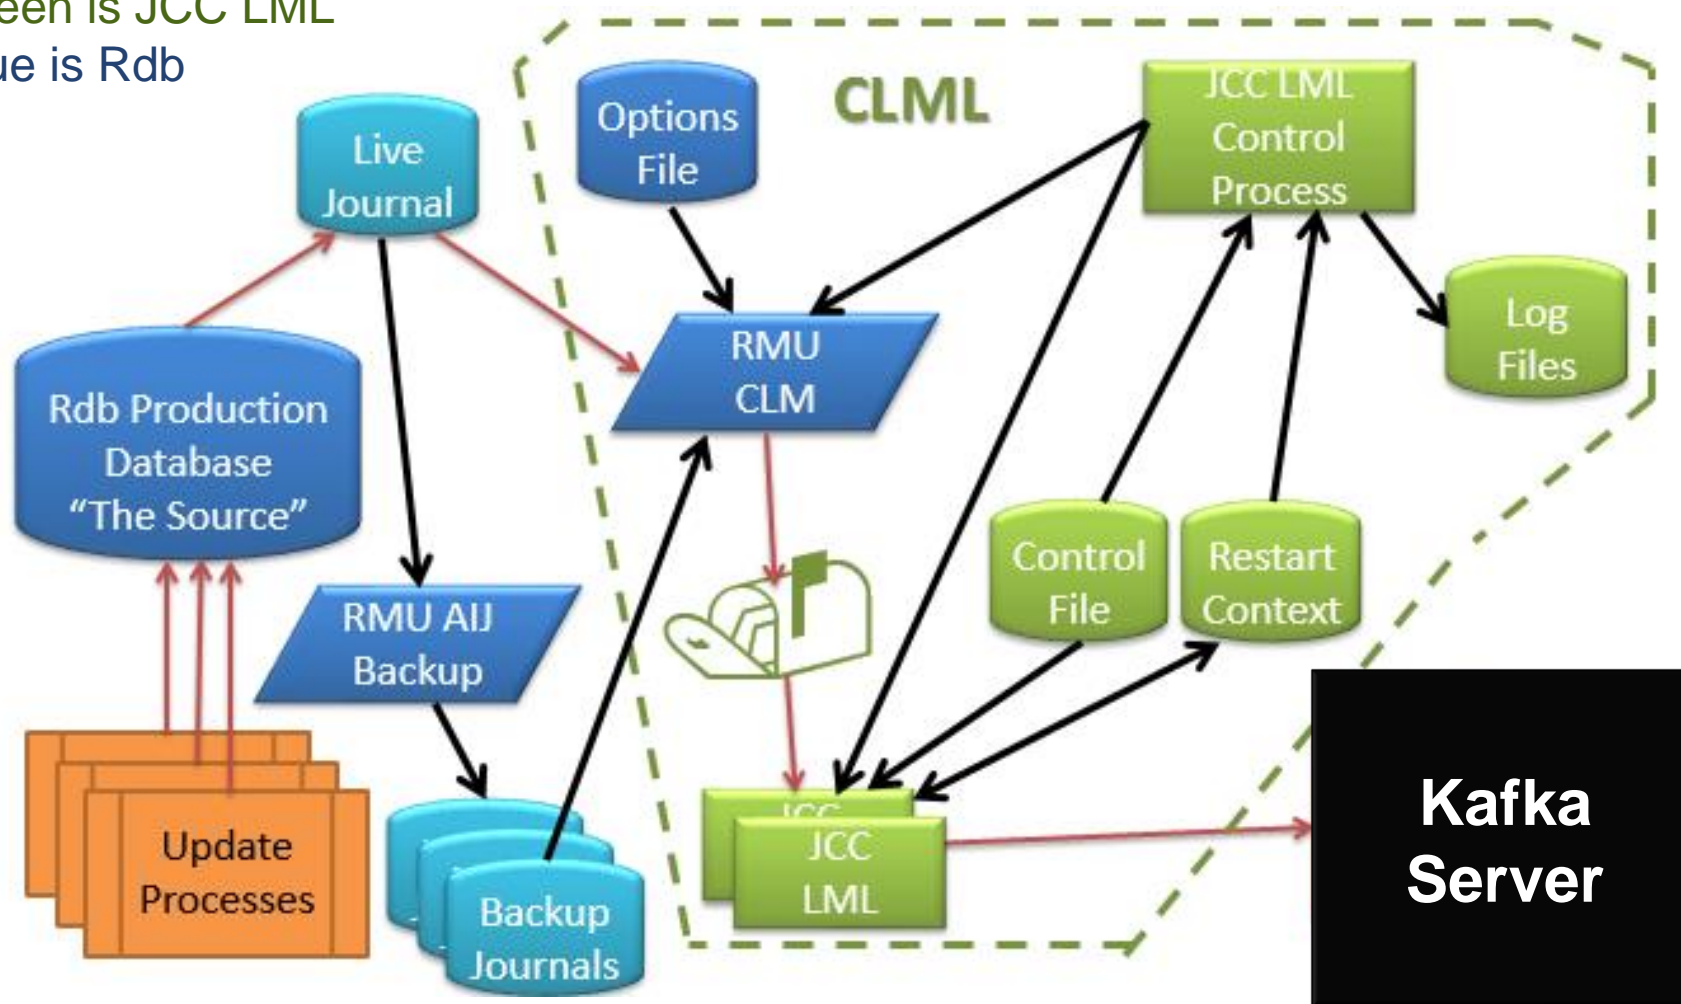 een is JCC LML
ue is Rdb
CLML
Live
Journal
Options
File
JCC LML
Control
Process
Log
Files
RMU
CLM
Rdb Production
Database
“The Source”
Control
File
Restart
Context
RMU AIJ
Backup
Update
Processes
Backup
Journals
JCC
JCC
LML
Kafka
Server